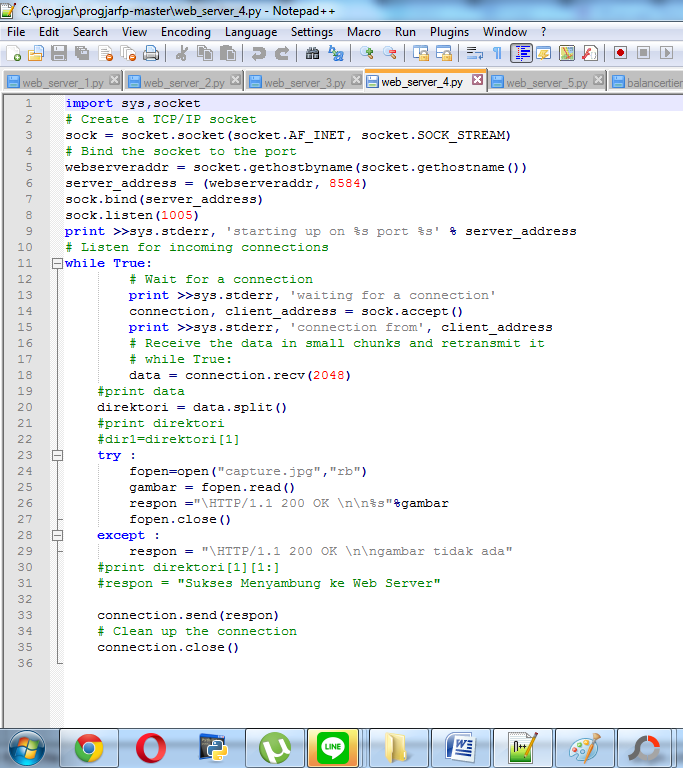 C:\progjar\progjarfp-master\web_server_4.py - Notepad++
File Edit Search View Encoding Language Settings Macro Run Plugins Window ?
web_server_1.py web_server_2.py web_server_3.py web_server_4.py web_server_5.py balancertier
1 import sys,socket
2 # Create a TCP/IP socket
3 sock = socket.socket(socket.AF_INET, socket.SOCK_STREAM)
4 # Bind the socket to the port
5 webserveraddr = socket.gethostbyname(socket.gethostname())
6 server_address = (webserveraddr, 8584)
7 sock.bind(server_address)
8 sock.listen(1005)
9 print >>sys.stderr, 'starting up on %s port %s' % server_address
10 # Listen for incoming connections
11 while True:
12 # Wait for a connection
13 print >>sys.stderr, 'waiting for a connection'
14 connection, client_address = sock.accept()
15 print >>sys.stderr, 'connection from', client_address
16 # Receive the data in small chunks and retransmit it
17 # while True:
18 data = connection.recv(2048)
19 #print data
20 direktori = data.split()
21 #print direktori
22 #dir1=direktori[1]
23 try :
24 fopen=open("capture.jpg","rb")
25 gambar = fopen.read()
26 respon ="\HTTP/1.1 200 OK \n\n%s"%gambar
27 fopen.close()
28 except :
29 respon = "\HTTP/1.1 200 OK \n\ngambar tidak ada"
30 #print direktori[1][1:]
31 #respon = "Sukses Menyambung ke Web Server"
32
33 connection.send(respon)
34 # Clean up the connection
35 connection.close()
36
LINE